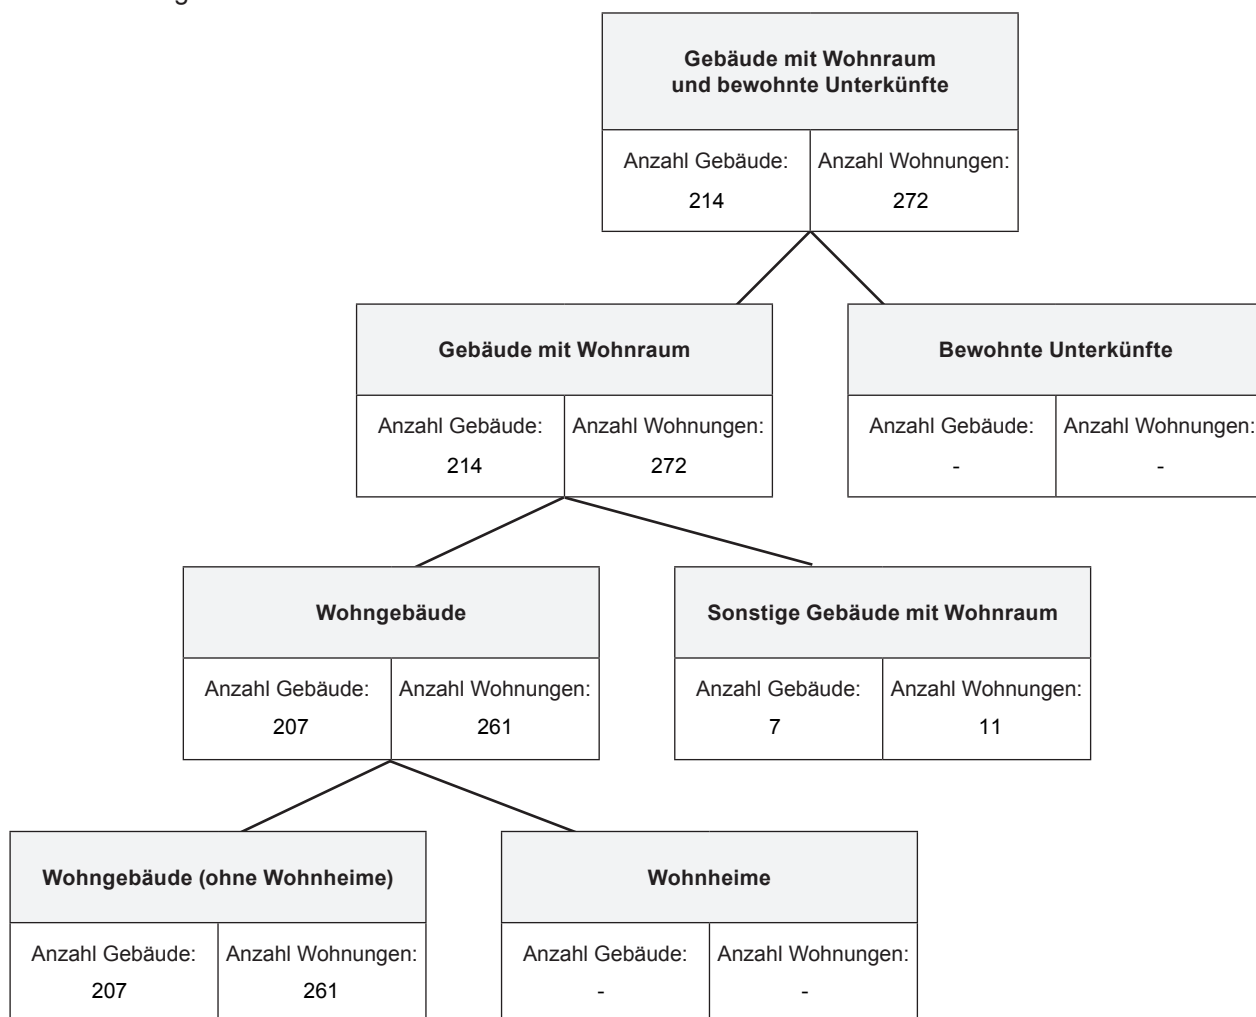 Gebäude mit Wohnraum
und bewohnte Unterkünfte
Anzahl Gebäude: Anzahl Wohnungen:
214 272
Gebäude mit Wohnraum Bewohnte Unterkünfte
Anzahl Gebäude: Anzahl Wohnungen: Anzahl Gebäude: Anzahl Wohnungen:
214 272 - -
Wohngebäude Sonstige Gebäude mit Wohnraum
Anzahl Gebäude: Anzahl Wohnungen: Anzahl Gebäude: Anzahl Wohnungen:
207 261 7 11
Wohngebäude (ohne Wohnheime) Wohnheime
Anzahl Gebäude: Anzahl Wohnungen: Anzahl Gebäude: Anzahl Wohnungen:
207 261 - -